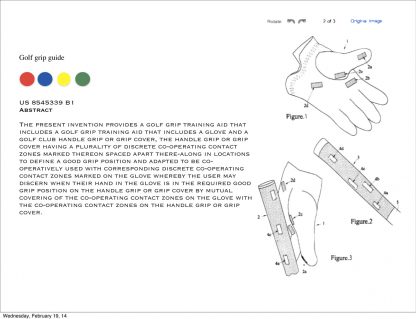 Rotate 2 of 3 Original Image
Golf grip guide
US 8545339 B1
Abstract
The present invention provides a golf grip training aid that
includes a golf grip training aid that includes a glove and a
golf club handle grip or grip cover, the handle grip or grip
cover having a plurality of discrete co-operating contact
zones marked thereon spaced apart there-along in locations
to define a good grip position and adapted to be co-
operatively used with corresponding discrete co-operating
contact zones marked on the glove whereby the user may
discern when their hand in the glove is in the required good
grip position on the handle grip or grip cover by mutual
covering of the co-operating contact zones on the glove with
the co-operating contact zones on the handle grip or grip
cover.
1
2a
2b
2d
Figure.1
Figure.2
Figure.3
Wednesday, February 19, 14